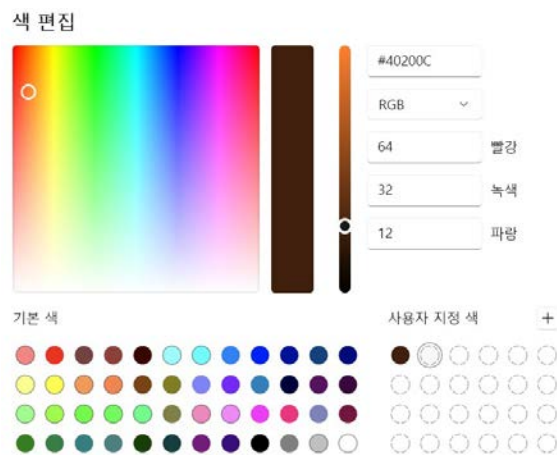 색 편집
#40200C
RGB
64 빨강
32 녹색
12 파랑
기본 색
사용자 지정 색
+